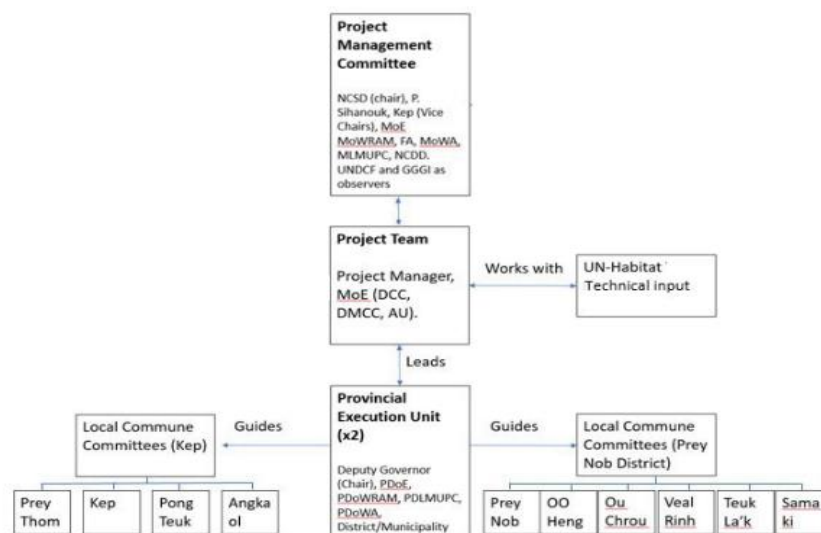 Project
Management
Committee
NCSD (chair), P.
Sihanouk, Kep (Vice
Chairs), MoE
MoWRAM, FA, MoWA,
MLMUPC, NCDD.
UNDCF and GGGI as
observers
Project Team
Project Manager,
MoE (DCC,
DMCC, AU).
Works with
UN-Habitat
Technical input
Leads
Local Commune
Committees (Kep)
Guides
Provincial
Execution Unit
(x2)
Deputy Governor
(Chair), PDoE,
PDoWRAM, PDLMUPC,
PDoWA,
District/Municipality
Guides
Local Commune
Committees (Prey
Nob District)
Prey
Thom
Kep
Pong
Teuk
Angka
ol
Prey
Nob
OO
Heng
Ou
Chrou
Veal
Rinh
Teuk
La'k
Sama
ki